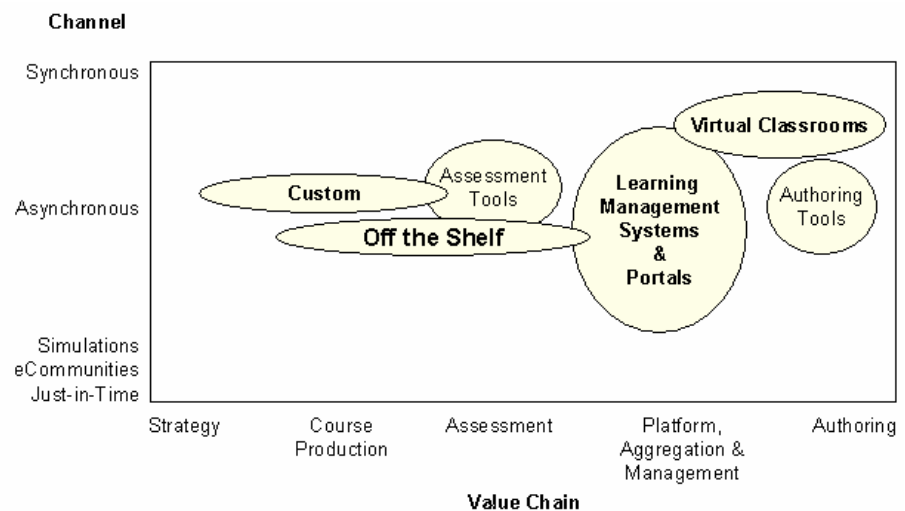 Channel
Synchronous
Virtual Classrooms
Assessment
Tools
Learning
Management
Systems
&
Portals
Custom
Authoring
Tools
Asynchronous
Off the Shelf
Simulations
eCommunities
Just-in-Time
Strategy
Course
Production
Assessment
Platform,
Aggregation &
Management
Authoring
Value Chain